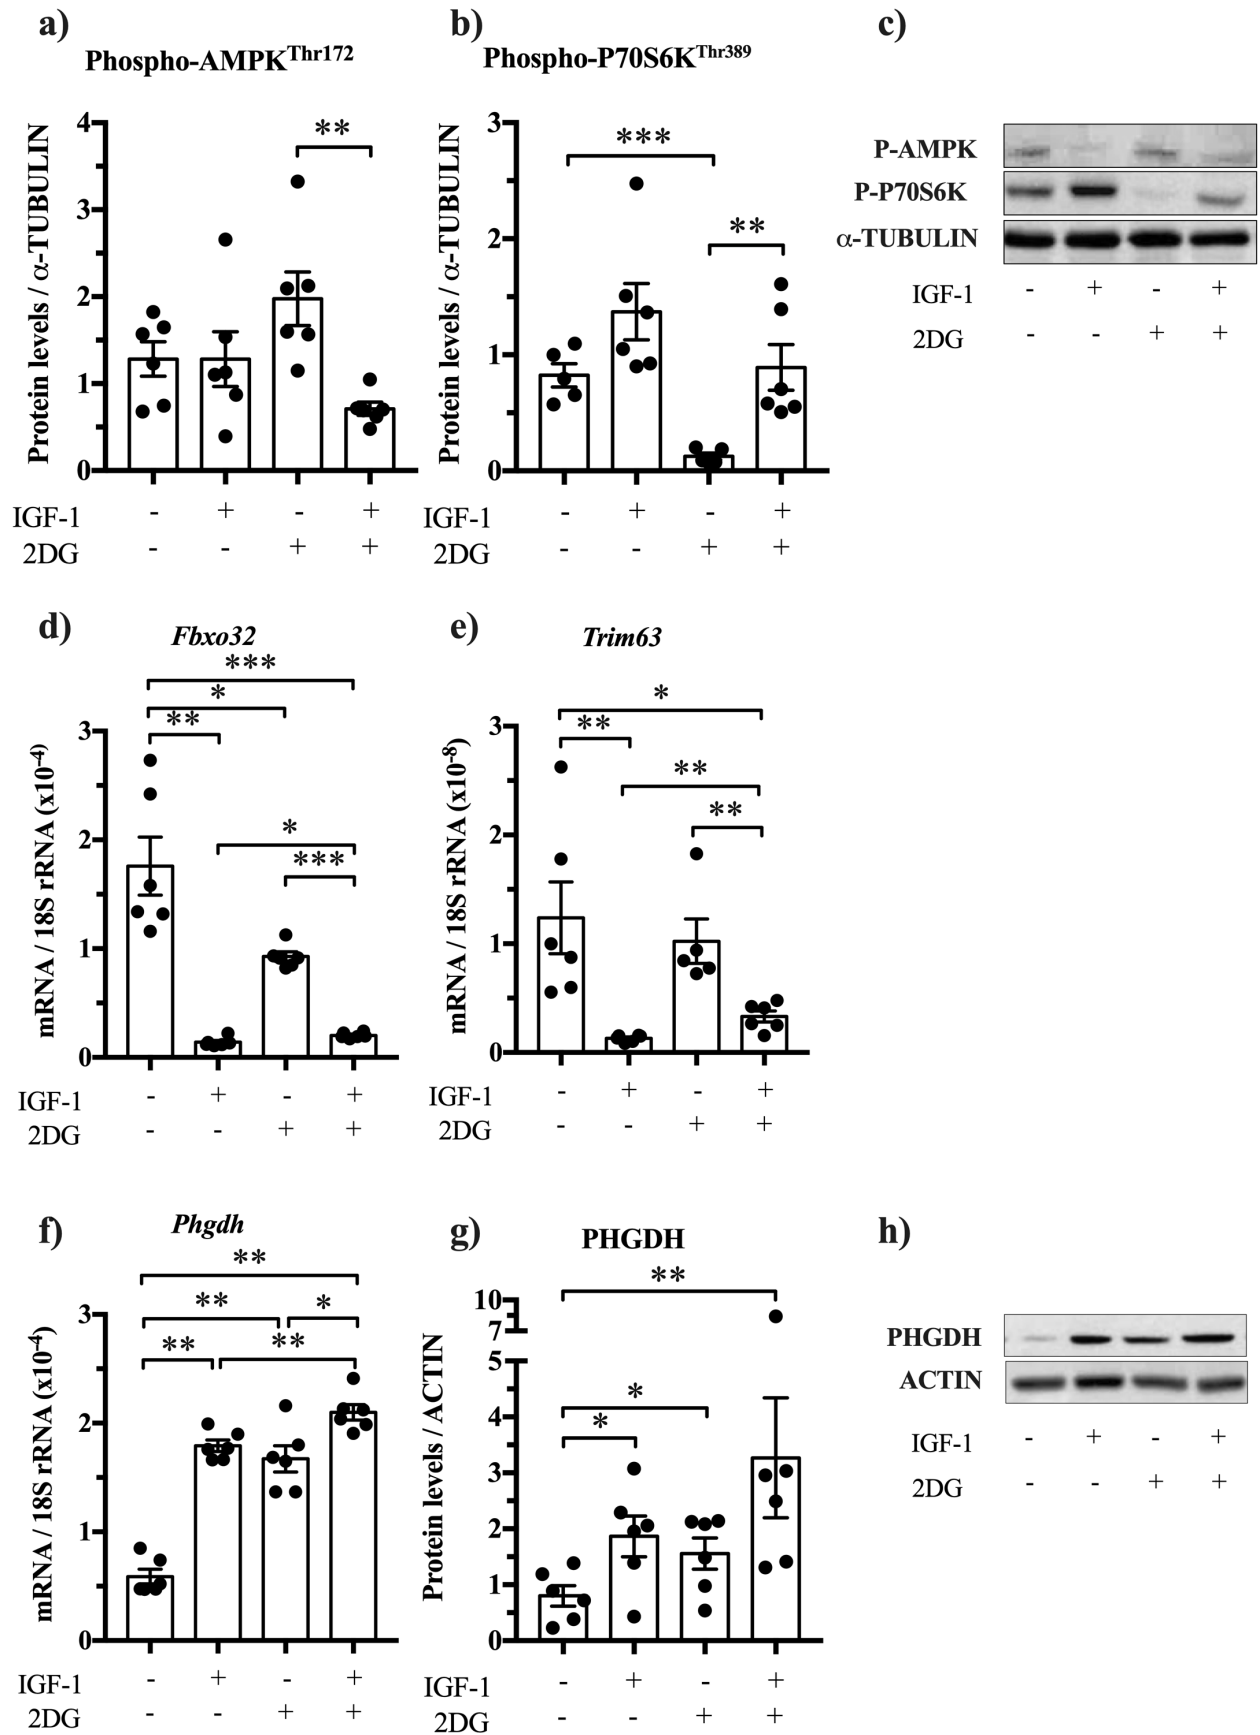 a)
Phospho-AMPKThr172
**
Protein levels / α-TUBULIN
4
3
2
1
0
IGF-1 - + - +
2DG - - + +
b)
Phospho-P70S6KThr389
***
**
Protein levels / α-TUBULIN
3
2
1
0
IGF-1 - + - +
2DG - - + +
c)
P-AMPK
P-P70S6K
α-TUBULIN
IGF-1 - + - +
2DG - - + +
d)
Fbxo32
***
*
**
*
***
mRNA / 18S rRNA (x10-4)
3
2
1
0
IGF-1 - + - +
2DG - - + +
e)
Trim63
*
**
**
**
mRNA / 18S rRNA (x10-8)
3
2
1
0
IGF-1 - + - +
2DG - - + +
f)
Phgdh
**
** *
** **
mRNA / 18S rRNA (x10-4)
3
2
1
0
IGF-1 - + - +
2DG - - + +
g)
PHGDH
**
*
*
Protein levels / ACTIN
10
7
5
4
3
2
1
0
IGF-1 - + - +
2DG - - + +
h)
PHGDH
ACTIN
IGF-1 - + - +
2DG - - + +